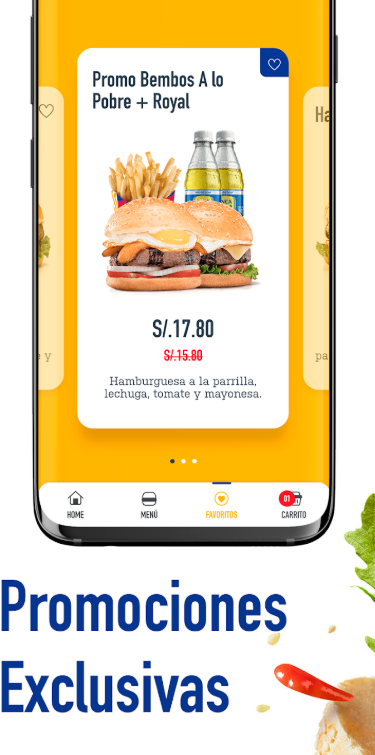 Promo Bembos A lo
Pobre + Royal
Ha
S/.17.80
S/.15.80
Hamburguesa a la parrilla,
lechuga, tomate y mayonesa.
e y
pa
HOME
MENÚ
FAVORITOS
01
CARRITO
Promociones
Exclusivas